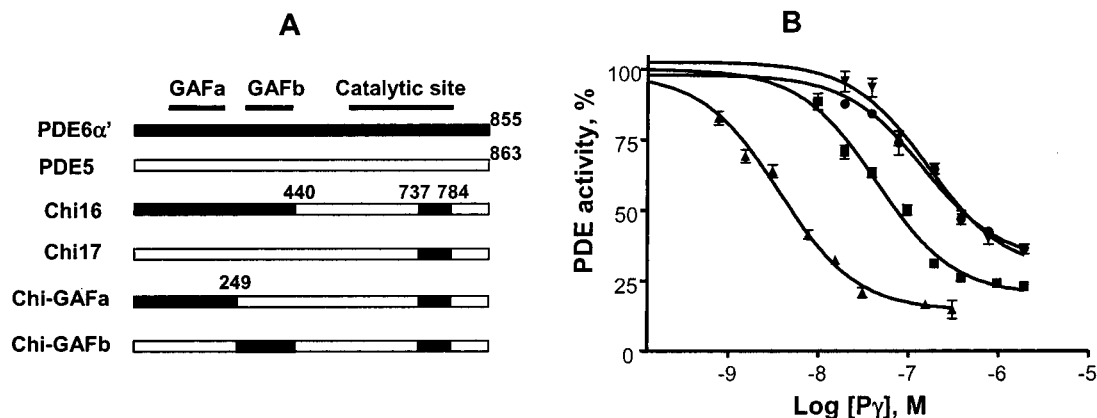 A
GAFa GAFb Catalytic site
PDE6α' 855
PDE5 863
Chi16 440 737 784
Chi17
Chi-GAFa 249
Chi-GAFb
B
PDE activity, %
100
75
50
25
0
-9 -8 -7 -6 -5
Log [Pγ], M